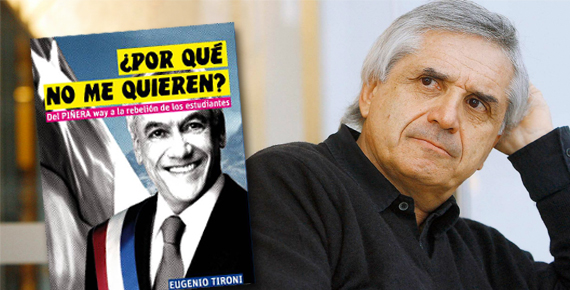 ¿POR QUÉ
NO ME QUIEREN?
Del PIÑERA way a la rebelión de los estudiantes
EUGENIO TIRONI